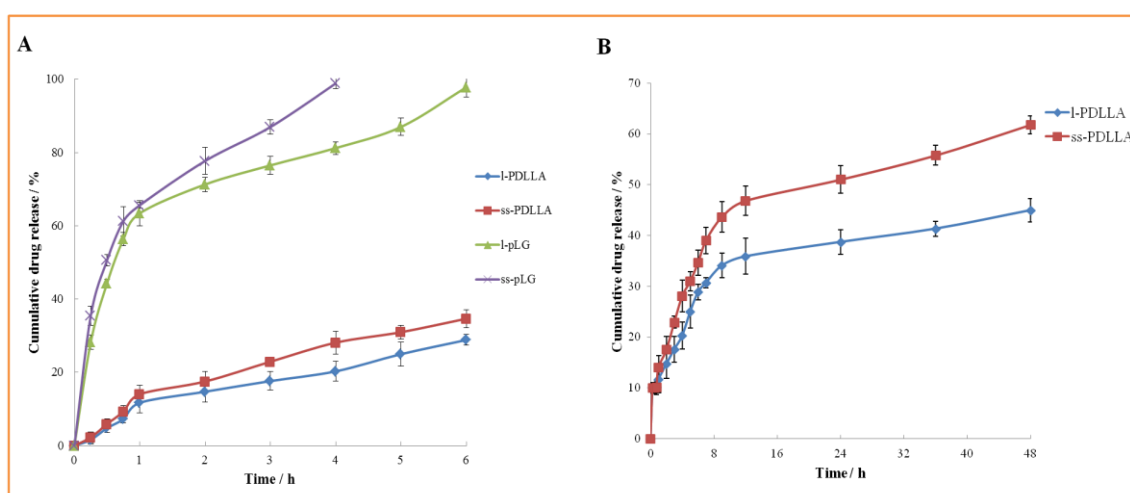 A
Cumulative drug release / %
100
80
60
40
20
0
0 1 2 3 4 5 6
Time / h
l-PDLLA
ss-PDLLA
l-pLG
ss-pLG
B
Cumulative drug release / %
70
60
50
40
30
20
10
0
0 8 16 24 32 40 48
Time / h
l-PDLLA
ss-PDLLA